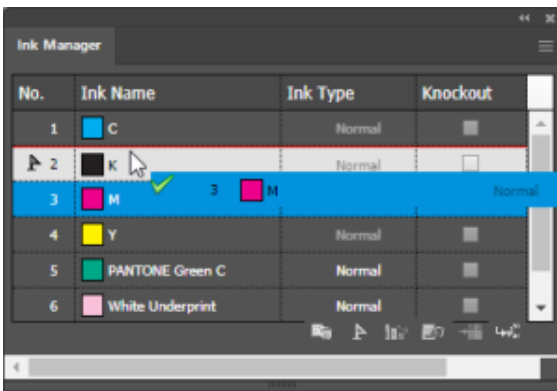 Ink Manager
No. Ink Name Ink Type Knockout
1 C Normal
2 K Normal
3 M 3 M Normal
4 Y Normal
5 PANTONE Green C Normal
6 White Underprint Normal